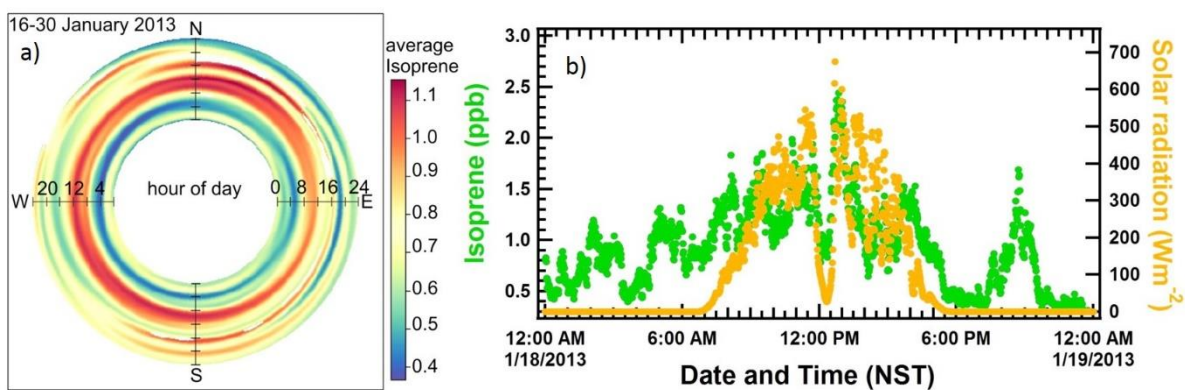 16-30 January 2013
a)
N
average
Isoprene
1.1
1.0
0.9
0.8
0.7
0.6
0.5
0.4
W
20 12 4
hour of day
0 8 16 24
E
S
b)
Isoprene (ppb)
3.0
2.5
2.0
1.5
1.0
0.5
Solar radiation (Wm-2)
700
600
500
400
300
200
100
0
12:00 AM
1/18/2013
6:00 AM
12:00 PM
6:00 PM
12:00 AM
1/19/2013
Date and Time (NST)